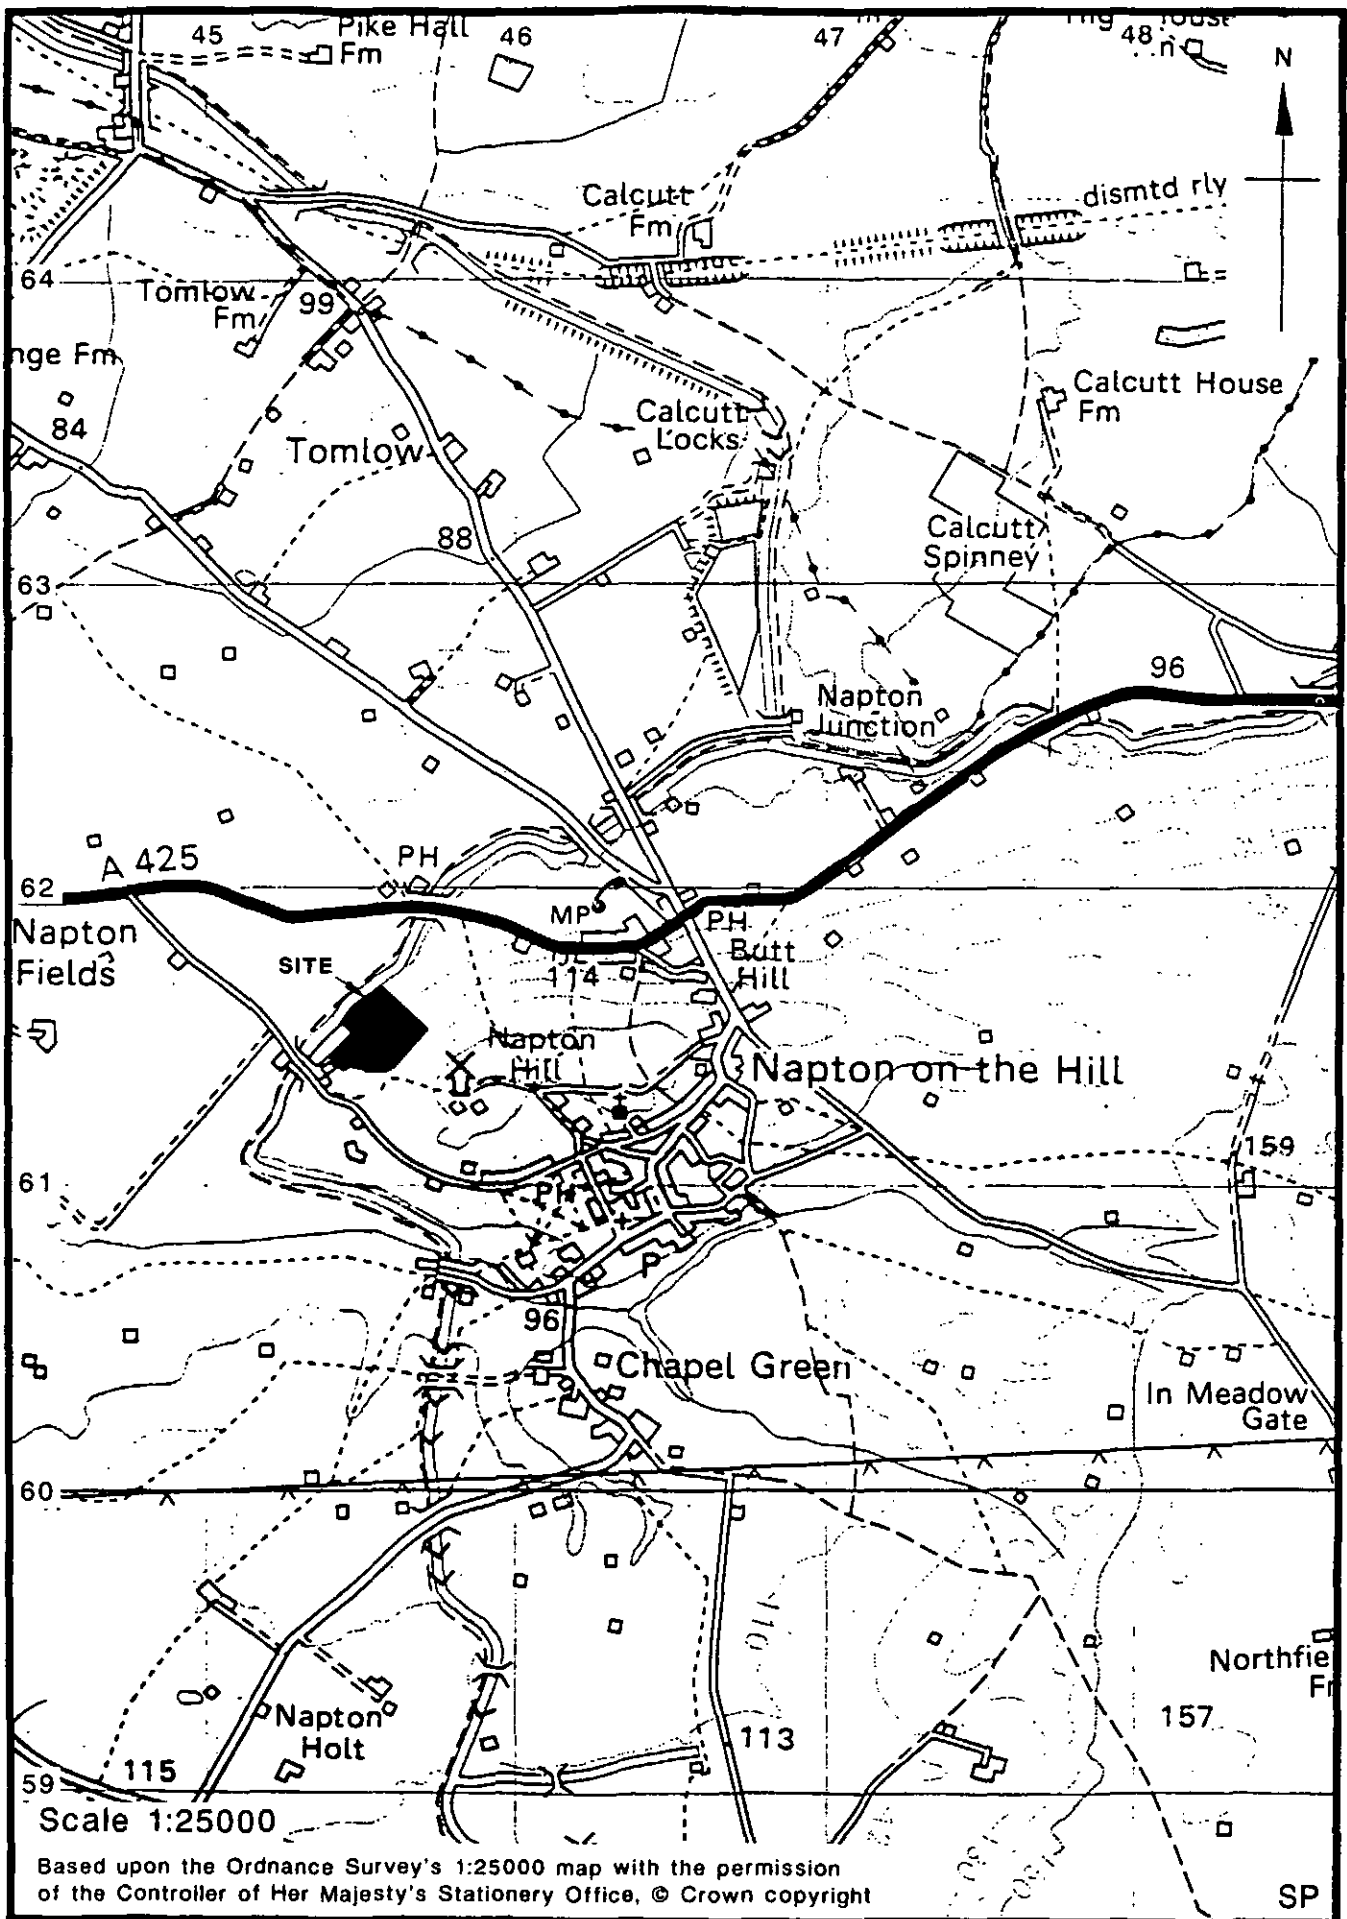 45
Pike Hall
Fm
46
47
48
N
Calcutt
Fm
dismtd rly
64
Tomlow
Fm
99
nge Fm
84
Calcutt House
Fm
Calcutt
Locks
Tomlow
88
Calcutt
Spinney
63
96
Napton
Junction
A 425
PH
62
MP
PH
Napton
Fields
SITE
114
Butt
Hill
Napton
Hill
Napton on the Hill
159
61
PH
P
96
Chapel Green
In Meadow
Gate
60
110
Northfie
Napton
Holt
157
113
115
59
Scale 1:25000
Based upon the Ordnance Survey's 1:25000 map with the permission
of the Controller of Her Majesty's Stationery Office, © Crown copyright
130
SP